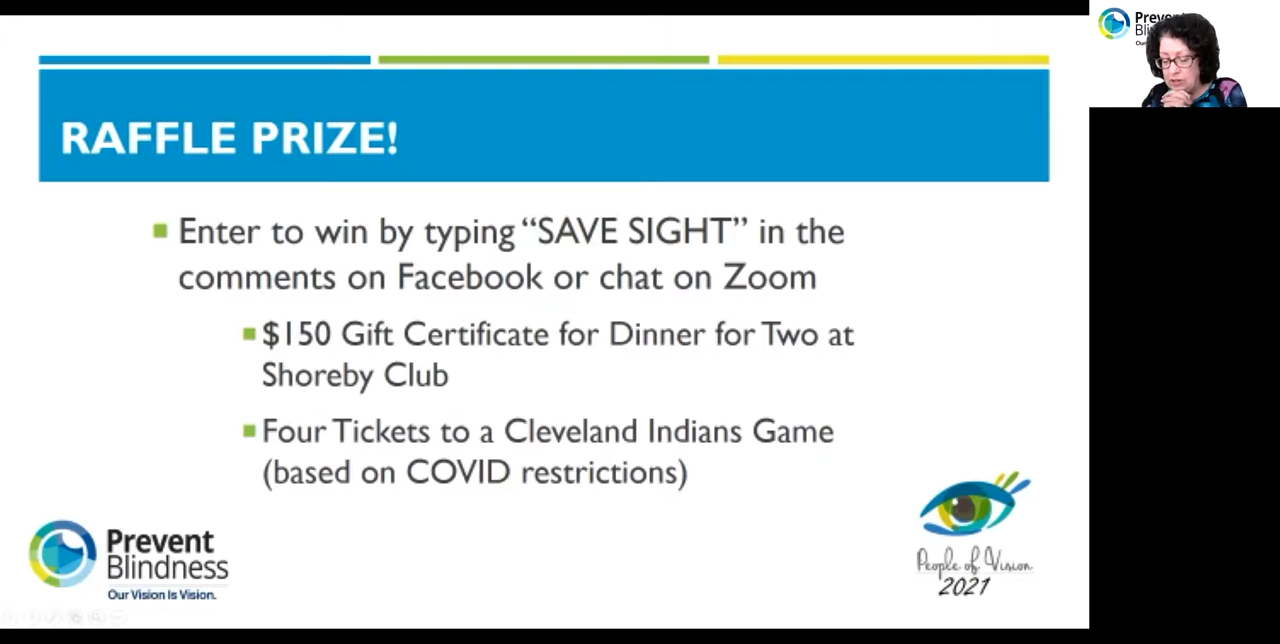 RAFFLE PRIZE!
Enter to win by typing “SAVE SIGHT” in the
comments on Facebook or chat on Zoom
$150 Gift Certificate for Dinner for Two at
Shoreby Club
Four Tickets to a Cleveland Indians Game
(based on COVID restrictions)
Prevent
Blindness
Our Vision Is Vision.
People of Vision
2021